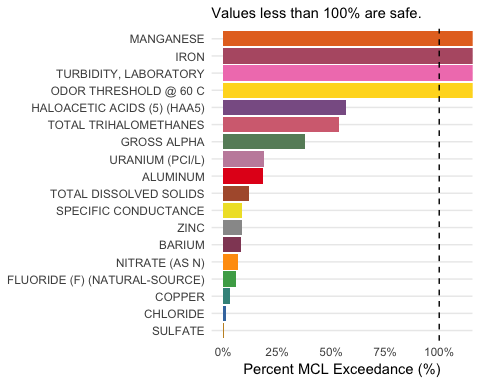 Values less than 100% are safe.
MANGANESE
IRON
TURBIDITY, LABORATORY
ODOR THRESHOLD @ 60 C
HALOACETIC ACIDS (5) (HAA5)
TOTAL TRIHALOMETHANES
GROSS ALPHA
URANIUM (PCI/L)
ALUMINUM
TOTAL DISSOLVED SOLIDS
SPECIFIC CONDUCTANCE
ZINC
BARIUM
NITRATE (AS N)
FLUORIDE (F) (NATURAL-SOURCE)
COPPER
CHLORIDE
SULFATE
0% 25% 50% 75% 100%
Percent MCL Exceedance (%)